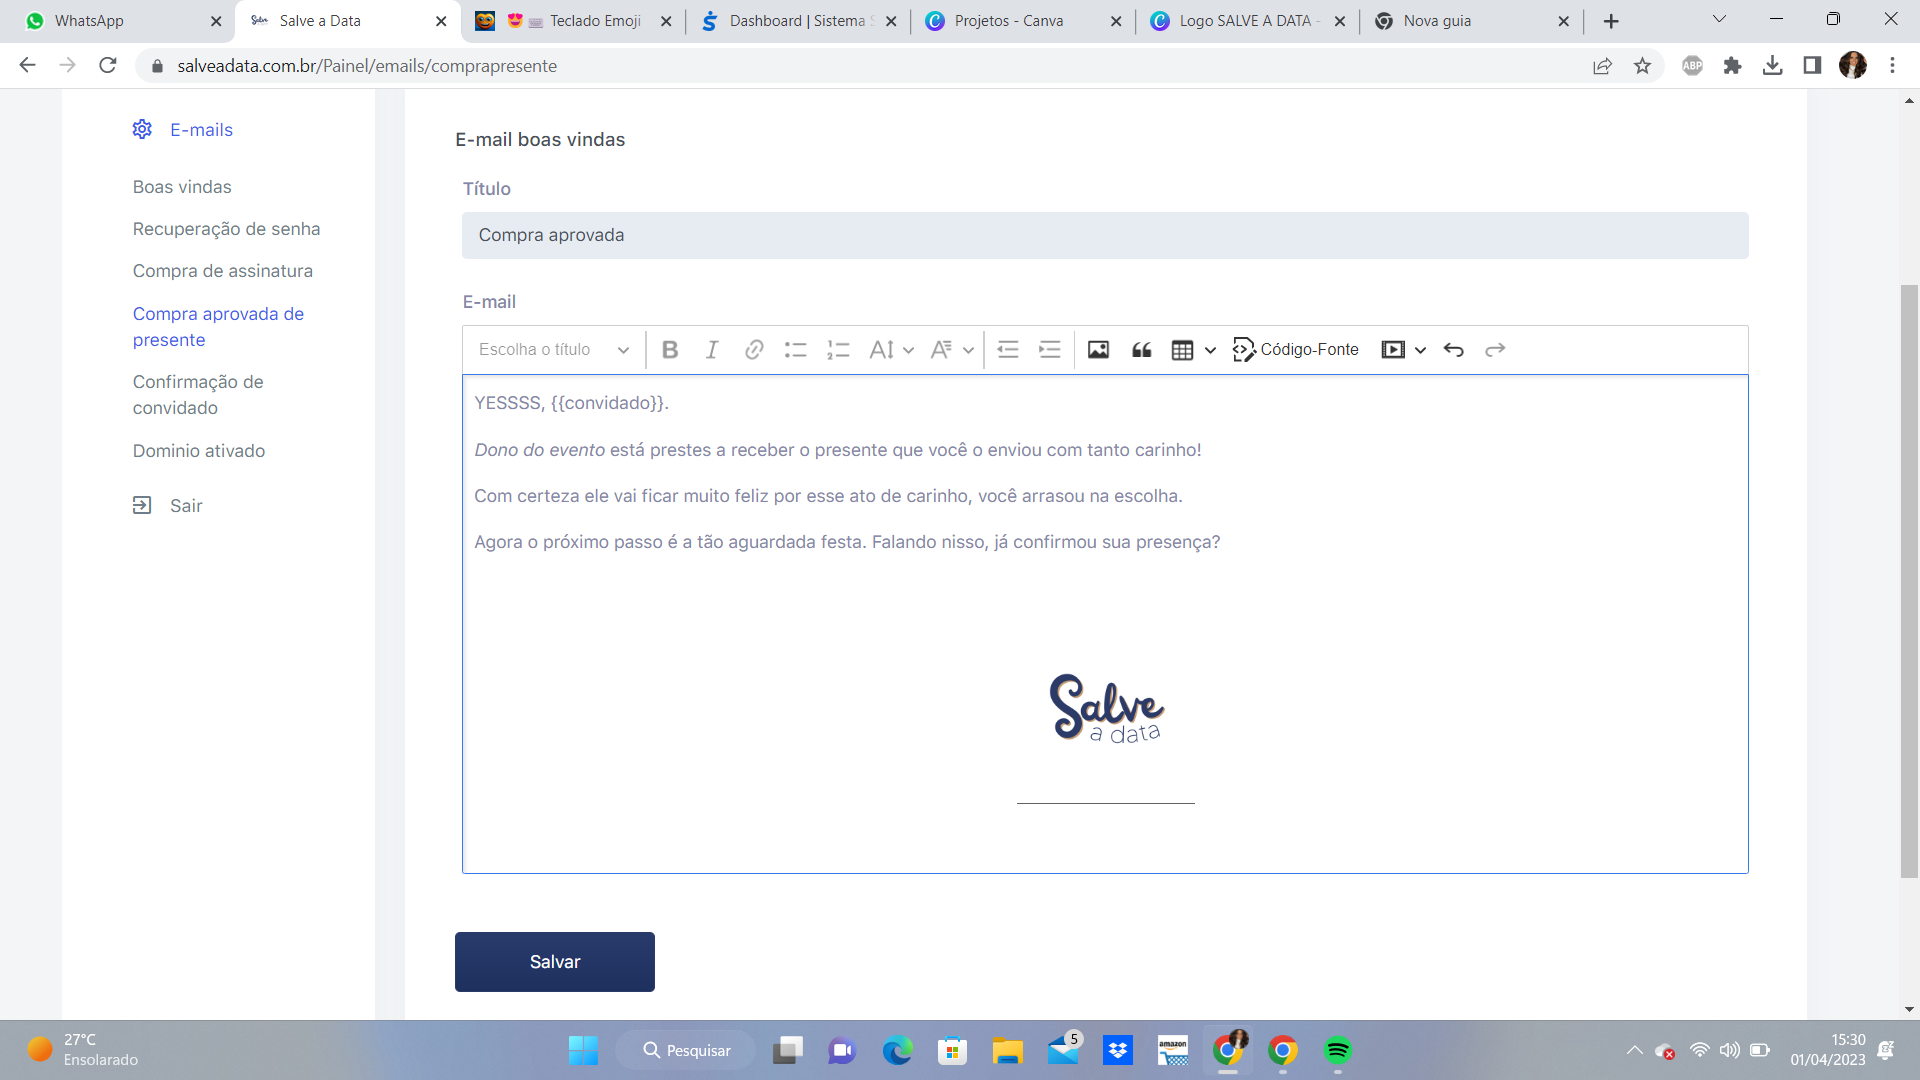 WhatsApp
Salve a Data
Teclado Emoji
Dashboard | Sistema
Projetos - Canva
Logo SALVE A DATA -
Nova guia
salveadata.com.br/Painel/emails/comprapresente
ABP
E-mails
Boas vindas
Recuperação de senha
Compra de assinatura
Compra aprovada de
presente
Confirmação de
convidado
Dominio ativado
Sair
E-mail boas vindas
Título
Compra aprovada
E-mail
Escolha o título
Código-Fonte
YESSSS, {{convidado}}.
Dono do evento está prestes a receber o presente que você o enviou com tanto carinho!
Com certeza ele vai ficar muito feliz por esse ato de carinho, você arrasou na escolha.
Agora o próximo passo é a tão aguardada festa. Falando nisso, já confirmou sua presença?
Salve
a data
Salvar
27°C
Ensolarado
Pesquisar
5
amazon
15:30
01/04/2023